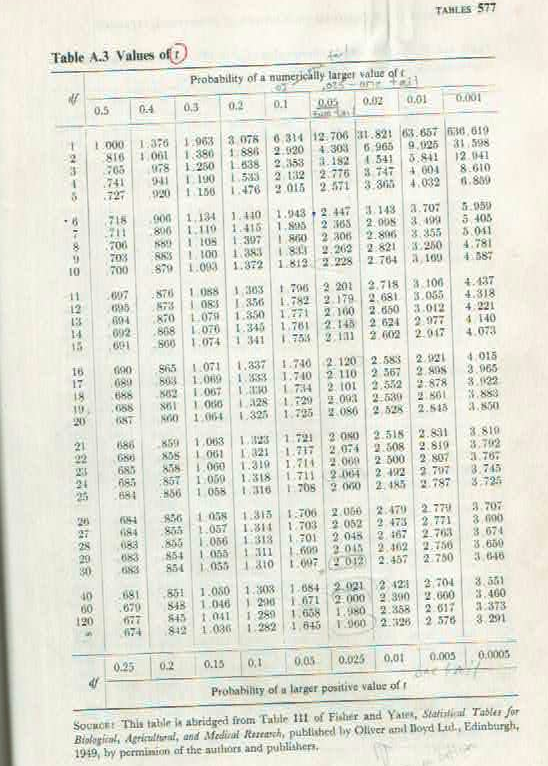 TABLES 577
Table A.3 Values of t
Probability of a numerically larger value of t
df 0.5 0.4 0.3 0.2 0.1 0.05 0.02 0.01 0.001
1 1 000 1 376 1.963 3 078 6 314 12.706 31.821 63.657 636.619
2 .816 1 061 1.386 1 886 2.920 4.303 6.965 9.925 31 598
3 .765 978 1.250 1.638 2.353 3.182 4 541 5.841 12 941
4 .741 941 1.190 1.533 2 132 2.776 3.747 4 604 8.610
5 .727 920 1.156 1.476 2 015 2.571 3.365 4.032 6.859
6 .718 .906 1.134 1.440 1.943 2 447 3.143 3.707 5.959
7 .711 .896 1.119 1.415 1.895 2 365 2.998 3 499 5 405
8 .706 889 1 108 1 397 1 860 2 306 2.896 3 355 5.041
9 703 883 1.100 1.383 1 833 2 262 2.821 3.250 4.781
10 700 .879 1.093 1.372 1.812 2 228 2.764 3.169 4 587
11 .697 .876 1 088 1.363 1 796 2 201 2.718 3 106 4.437
12 695 873 1 083 1 356 1.782 2.179 2 681 3.055 4.318
13 694 .870 1.079 1.350 1.771 2.160 2.650 3.012 4 221
14 .692 .868 1.076 1.345 1.761 2.145 2 624 2.977 4 140
15 .691 .866 1.074 1 341 1.753 2.131 2 602 2.947 4.073
16 690 865 1.071 1.337 1.746 2 120 2.583 2.921 4.015
17 689 .863 1.069 1.333 1.740 2 110 2 567 2.898 3.965
18 688 .862 1.067 1.330 1.734 2 101 2.552 2 878 3.922
19 .688 .861 1 066 1.328 1.729 2 093 2.539 2 861 3.883
20 687 .860 1.064 1.325 1.725 2 086 2.528 2.845 3.850
21 686 .859 1 063 1.323 1.721 2 080 2.518 2 831 3 819
22 686 858 1 061 1.321 1.717 2 074 2.508 2.819 3.792
23 685 858 1 060 1.319 1.714 2 069 2 500 2 807 3.767
24 685 .857 1 059 1.318 1.711 2.064 2 492 2 797 3.745
25 .684 .856 1 058 1.316 1 708 2 060 2.485 2.787 3.725
26 684 .856 1 058 1.315 1.706 2.056 2.479 2.779 3.707
27 684 .855 1.057 1.314 1 703 2 052 2 473 2 771 3 690
28 683 .855 1 056 1.313 1 701 2 048 2 467 2.763 3.674
29 .683 854 1 055 1 311 1.699 2 045 2.462 2.756 3.659
30 .683 854 1 055 1.310 1.697 2 042 2.457 2.750 3.646
40 .681 .851 1.050 1.303 1.684 2.021 2 423 2 704 3.551
60 .679 848 1 046 1 296 1.671 2 000 2.390 2 660 3.460
120 677 845 1 041 1.289 1.658 1.980 2.358 2 617 3.373
∞ 674 842 1.036 1.282 1.645 1.960 2.326 2 576 3.291
df 0.25 0.2 0.15 0.1 0.05 0.025 0.01 0.005 0.0005
one tail
Probability of a larger positive value of t
SOURCE: This table is abridged from Table III of Fisher and Yates, Statistical Tables for
Biological, Agricultural, and Medical Research, published by Oliver and Boyd Ltd., Edinburgh,
1949, by permission of the authors and publishers.